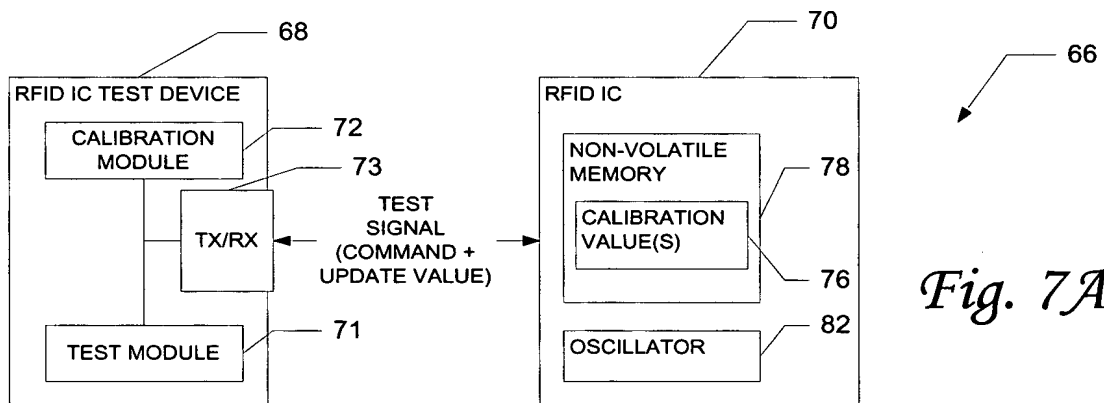 68
70
66
RFID IC TEST DEVICE
RFID IC
CALIBRATION
MODULE
72
73
TX/RX
TEST
SIGNAL
(COMMAND +
UPDATE VALUE)
NON-VOLATILE
MEMORY
78
CALIBRATION
VALUE(S)
76
TEST MODULE
71
OSCILLATOR
82
Fig. 7A